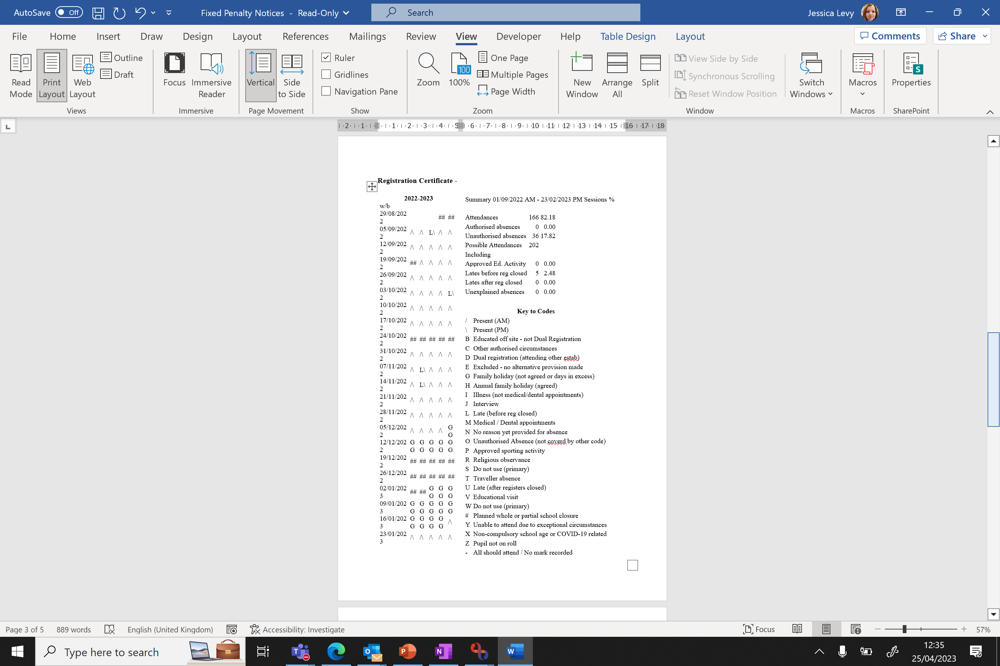 AutoSave Off Fixed Penalty Notices - Read-Only Search Jessica Levy
File Home Insert Draw Design Layout References Mailings Review View Developer Help Table Design Layout Comments Share
Read Mode Print Layout Web Layout Outline Draft Focus Immersive Reader Vertical Side to Side Ruler Gridlines Navigation Pane Zoom 100 100% One Page Multiple Pages Page Width New Window Arrange All Split View Side by Side Synchronous Scrolling Reset Window Position Switch Windows Macros S Properties
Views Immersive Page Movement Show Zoom Window Macros SharePoint
L 2 1 1 2 3 4 5 6 7 8 9 10 11 12 13 14 15 16 17 18
Registration Certificate -
2022-2023
w/b
29/08/2022 ## ##
05/09/2022 /\ /\ L\ /\ /\
12/09/2022 /\ /\ /\ /\ /\
19/09/2022 ## /\ /\ /\ /\
26/09/2022 /\ /\ /\ /\ /\
03/10/2022 /\ /\ /\ /\ L\
10/10/2022 /\ /\ /\ /\ /\
17/10/2022 /\ /\ /\ /\ /\
24/10/2022 ## ## ## ## ##
31/10/2022 /\ /\ /\ /\ /\
07/11/2022 /\ L\ /\ /\ /\
14/11/2022 /\ L\ /\ /\ /\
21/11/2022 /\ /\ /\ /\ /\
28/11/2022 /\ /\ /\ /\ /\
05/12/2022 /\ /\ /\ /\ GG
12/12/2022 GG GG GG GG GG
19/12/2022 ## ## ## ## ##
26/12/2022 ## ## ## ## ##
02/01/2023 ## ## GG GG GG
09/01/2023 GG GG GG GG GG
16/01/2023 GG GG GG GG /\
23/01/2023 /\ /\ /\ /\ /\
Summary 01/09/2022 AM - 23/02/2023 PM Sessions %
Attendances 166 82.18
Authorised absences 0 0.00
Unauthorised absences 36 17.82
Possible Attendances 202
Including
Approved Ed. Activity 0 0.00
Lates before reg closed 5 2.48
Lates after reg closed 0 0.00
Unexplained absences 0 0.00
Key to Codes
/ Present (AM)
\ Present (PM)
B Educated off site - not Dual Registration
C Other authorised circumstances
D Dual registration (attending other estab)
E Excluded - no alternative provision made
G Family holiday (not agreed or days in excess)
H Annual family holiday (agreed)
I Illness (not medical/dental appointments)
J Interview
L Late (before reg closed)
M Medical / Dental appointments
N No reason yet provided for absence
O Unauthorised Absence (not coverd by other code)
P Approved sporting activity
R Religious observance
S Do not use (primary)
T Traveller absence
U Late (after registers closed)
V Educational visit
W Do not use (primary)
# Planned whole or partial school closure
Y Unable to attend due to exceptional circumstances
X Non-compulsory school age or COVID-19 related
Z Pupil not on roll
- All should attend / No mark recorded
Page 3 of 5 889 words English (United Kingdom) Accessibility: Investigate Focus 57%
Type here to search T O P N W 12:35
25/04/2023